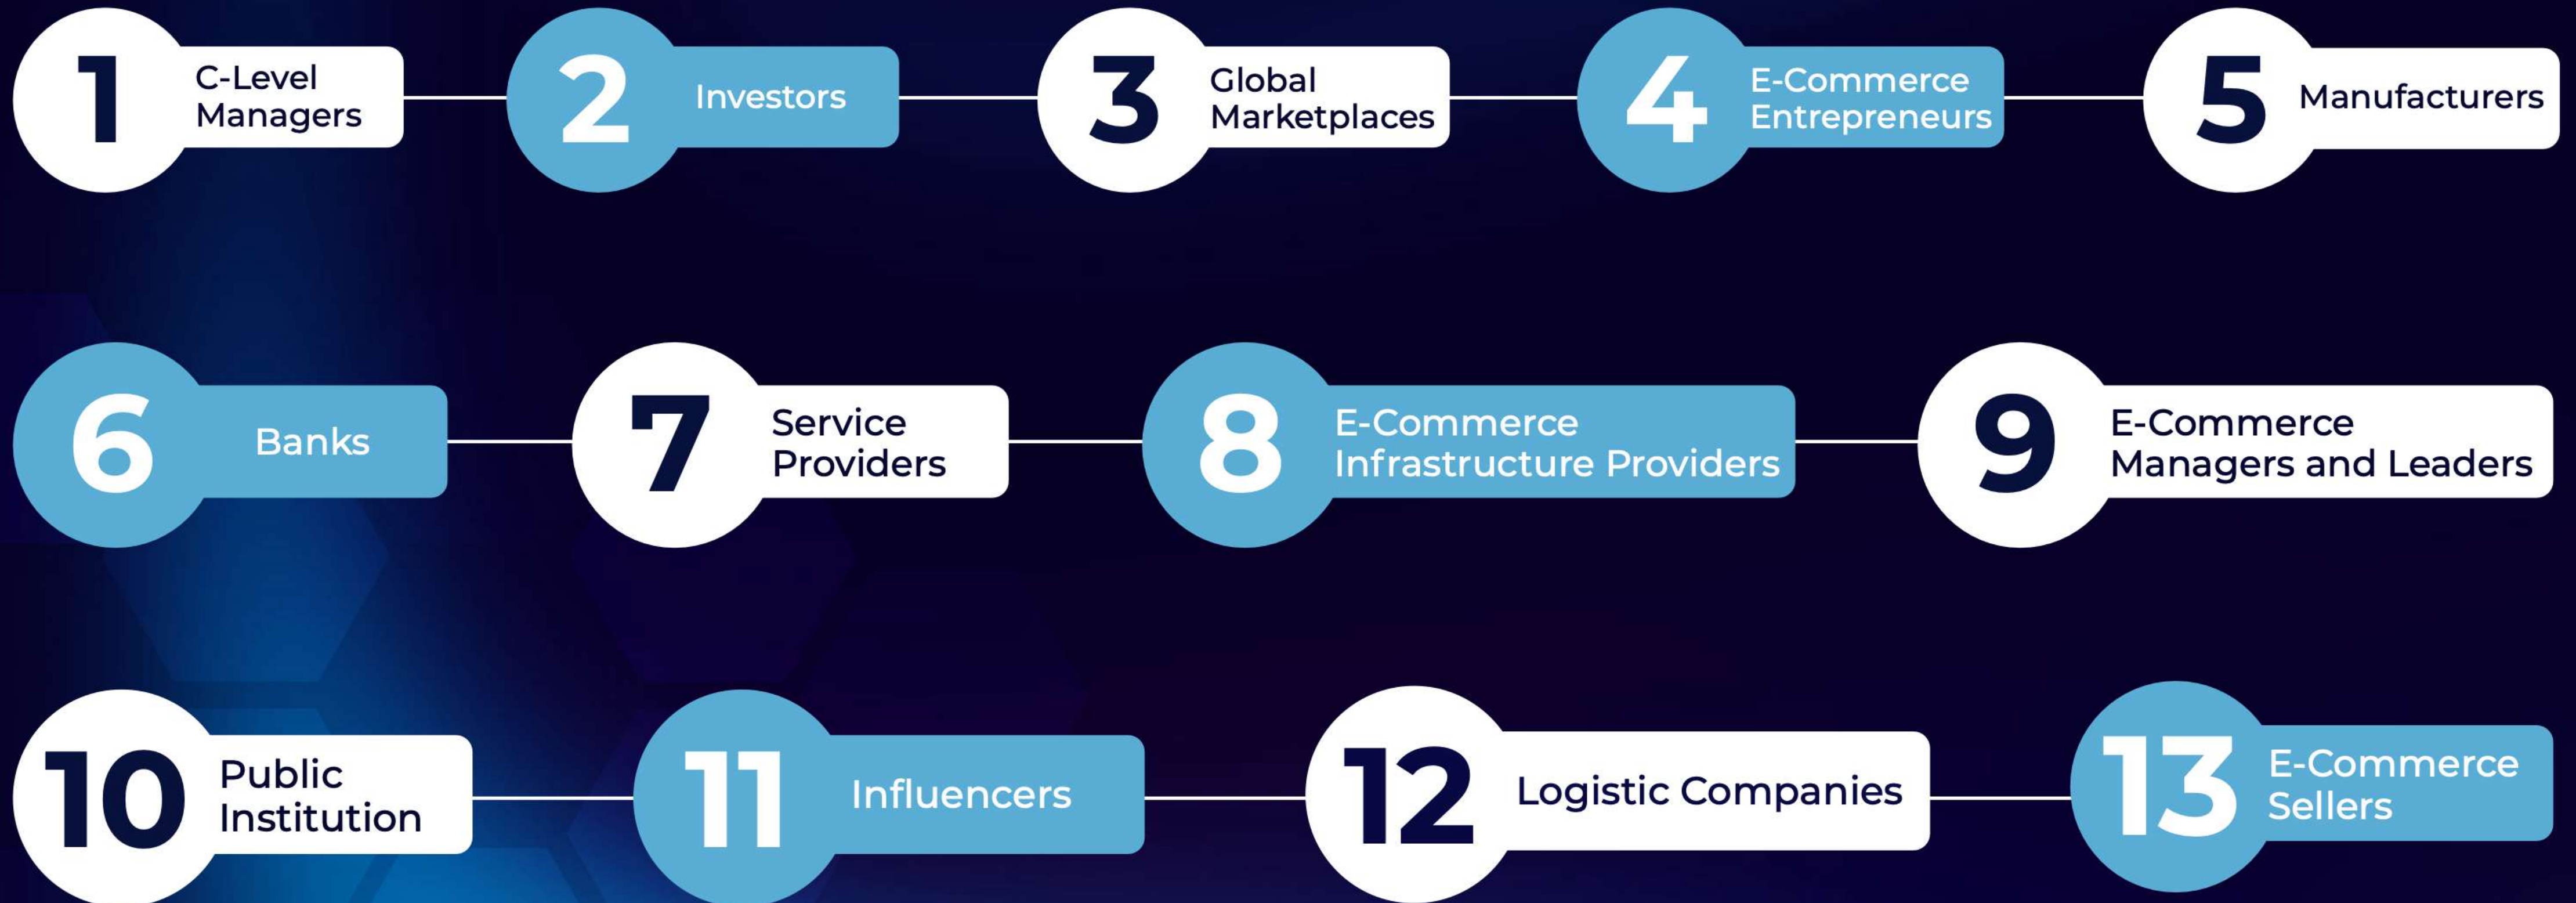 1
C-Level
Managers
2
Investors
3
Global
Marketplaces
4
E-Commerce
Entrepreneurs
5
Manufacturers
6
Banks
7
Service
Providers
8
E-Commerce
Infrastructure Providers
9
E-Commerce
Managers and Leaders
10
Public
Institution
11
Influencers
12
Logistic Companies
13
E-Commerce
Sellers